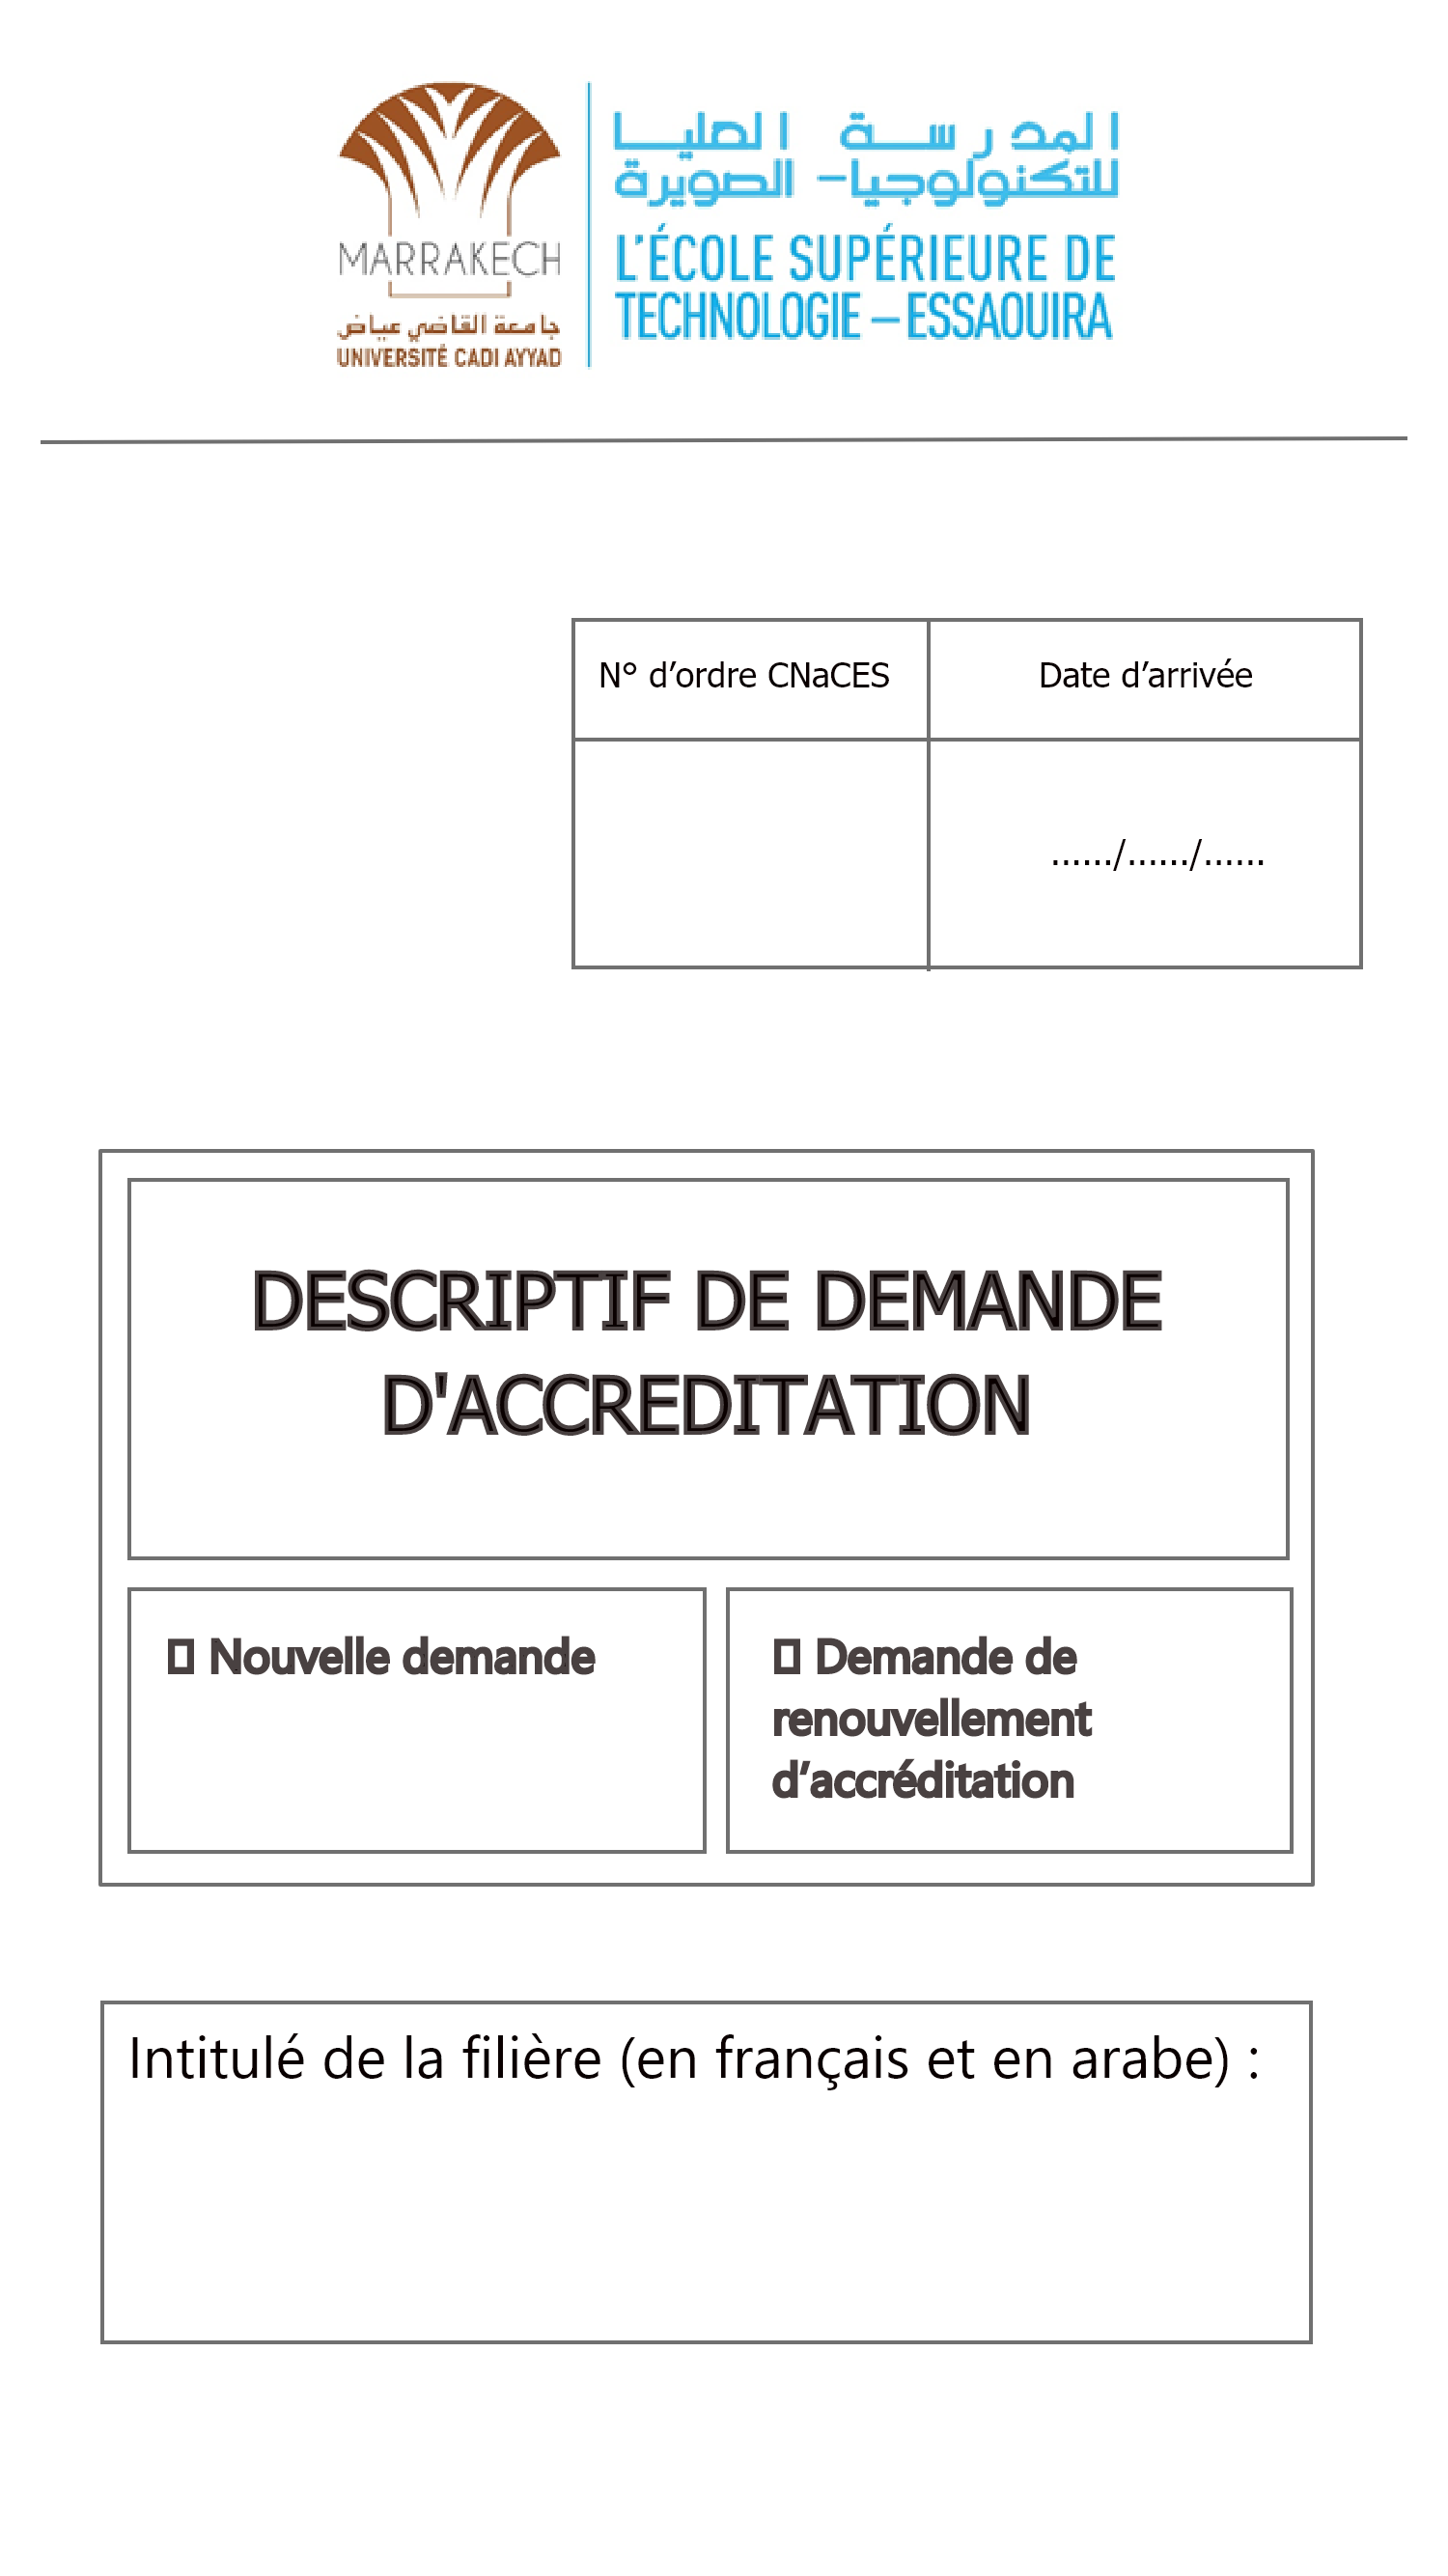 MARRAKECH
جامعة القاضي عياض
UNIVERSITÉ CADI AYYAD
المدرسة العليا
للتكنولوجيا– الصويرة
L’ÉCOLE SUPÉRIEURE DE
TECHNOLOGIE – ESSAOUIRA
N° d’ordre CNaCES
Date d’arrivée
....../....../......
DESCRIPTIF DE DEMANDE
D'ACCREDITATION
▯ Nouvelle demande
▯ Demande de
renouvellement
d’accréditation
Intitulé de la filière (en français et en arabe) :